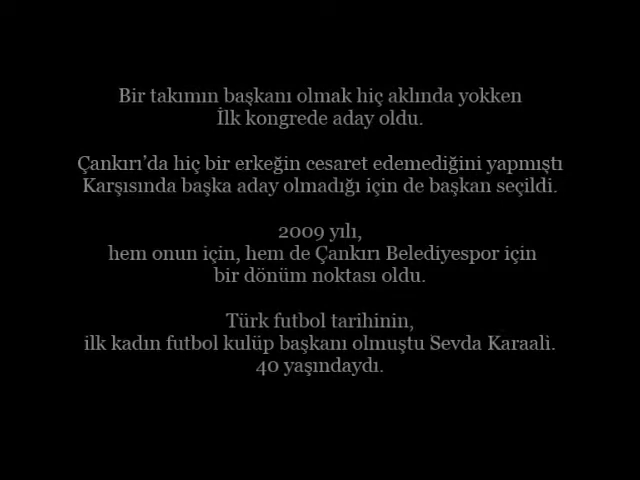 Bir takımın başkanı olmak hiç aklında yokken
İlk kongrede aday oldu.
Çankırı'da hiç bir erkeğin cesaret edemediğini yapmıştı
Karşısında başka aday olmadığı için de başkan seçildi.
2009 yılı,
hem onun için, hem de Çankırı Belediyespor için
bir dönüm noktası oldu.
Türk futbol tarihinin,
ilk kadın futbol kulüp başkanı olmuştu Sevda Karaali.
40 yaşındaydı.